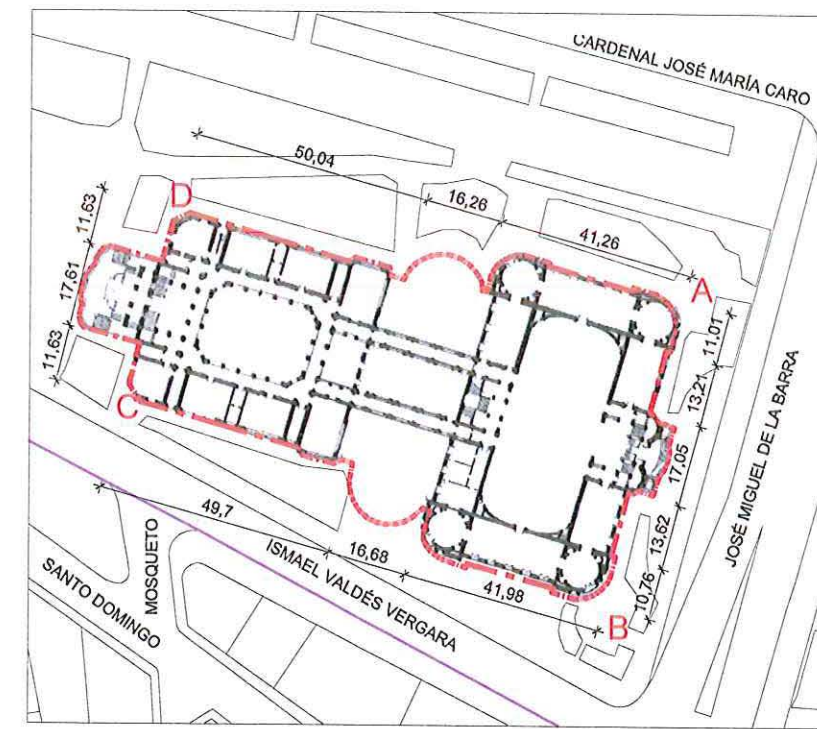 CARDENAL JOSÉ MARÍA CARO
50,04
16,26
41,26
D
A
11,63
17,61
11,63
C
11,01
13,21
17,05
13,62
10,76
JOSÉ MIGUEL DE LA BARRA
49,7
16,68
41,98
B
ISMAEL VALDÉS VERGARA
MOSQUETO
SANTO DOMINGO